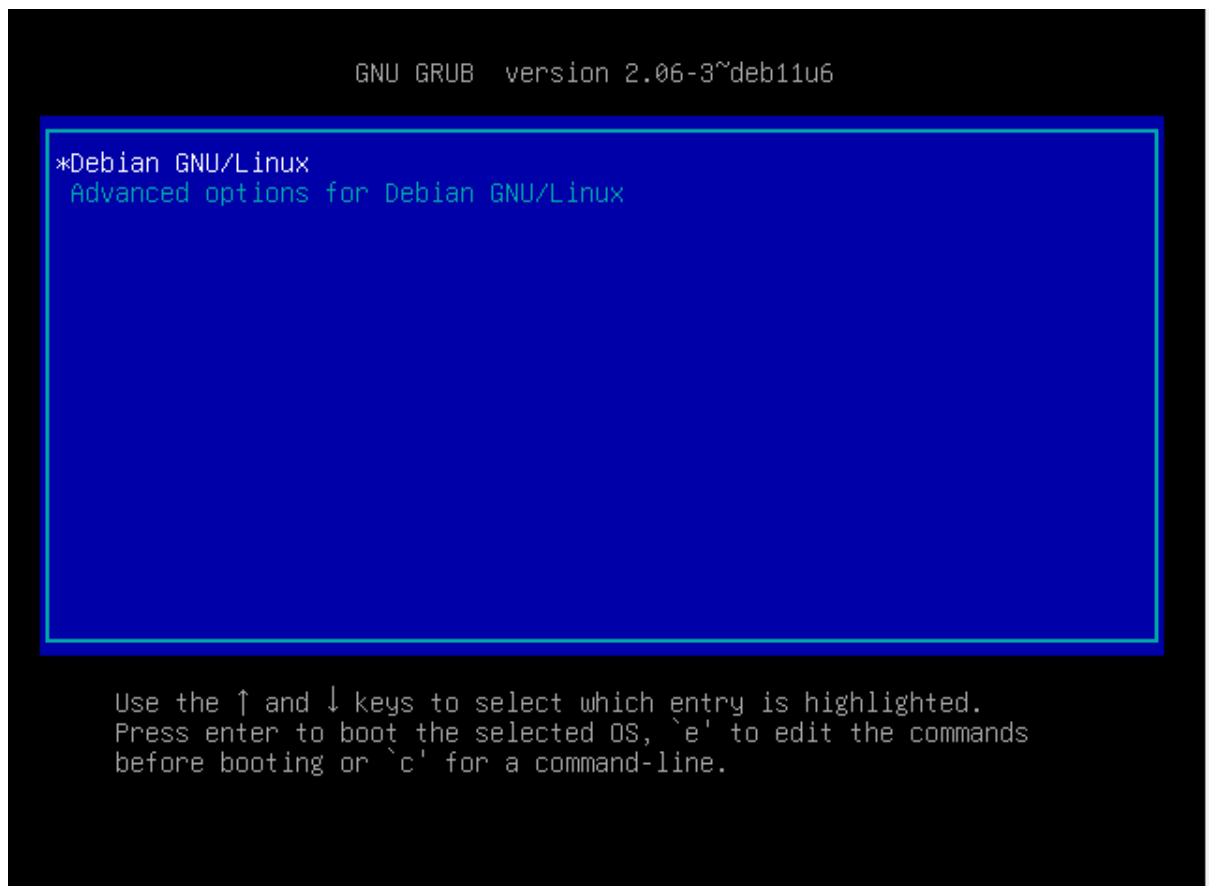 GNU GRUB  version 2.06-3~deb11u6
*Debian GNU/Linux
Advanced options for Debian GNU/Linux
Use the ↑ and ↓ keys to select which entry is highlighted.
Press enter to boot the selected OS, `e' to edit the commands
before booting or `c' for a command-line.